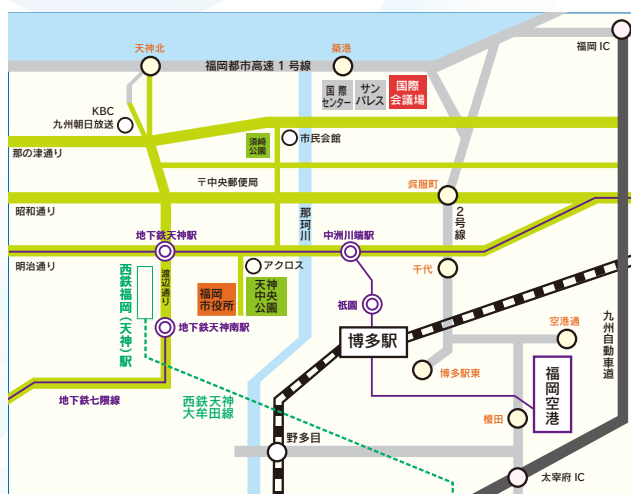 天神北
福岡都市高速1号線
築港
福岡IC
国際
センター
サン
パレス
国際
会議場
KBC
九州朝日放送
須崎
公園
市民会館
那の津通り
〒中央郵便局
呉服町
昭和通り
那珂川
2号線
地下鉄天神駅
中洲川端駅
明治通り
渡辺通り
アクロス
千代
西鉄福岡(天神)駅
福岡
市役所
天神
中央
公園
祇園
九州自動車道
地下鉄天神南駅
博多駅
空港通
博多駅東
福岡空港
地下鉄七隈線
西鉄天神
大牟田線
榎田
野多目
太宰府IC